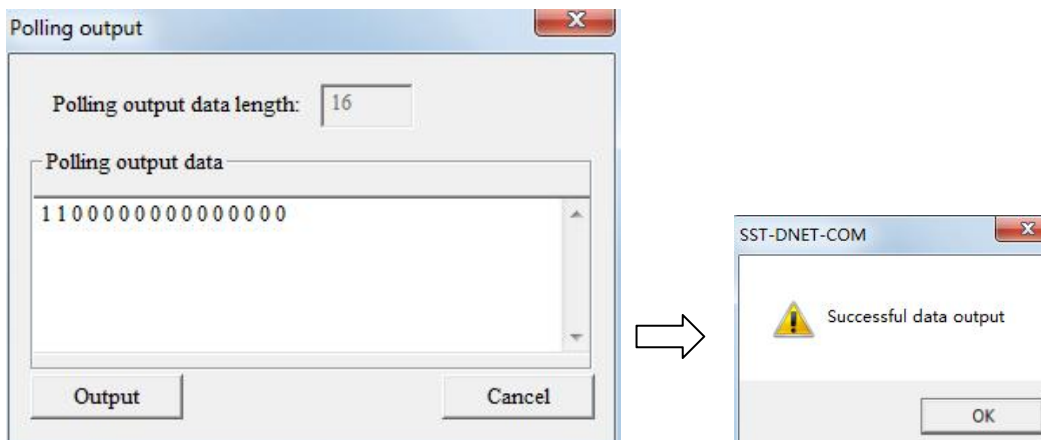 Polling output
Polling output data length: 16
Polling output data
1 1 0 0 0 0 0 0 0 0 0 0 0 0 0 0
Output Cancel
SST-DNET-COM
Successful data output
OK